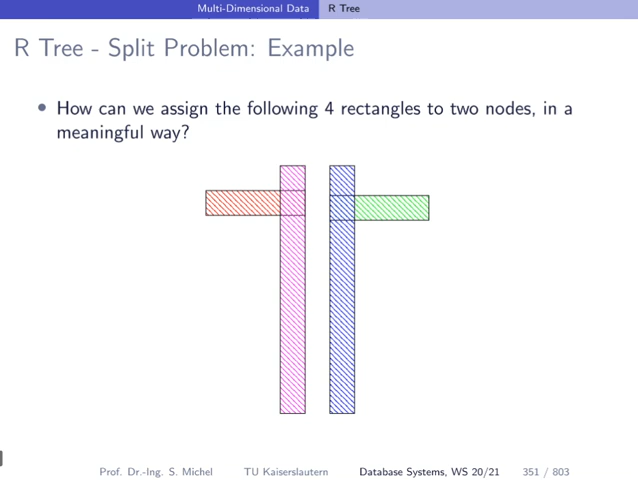 Multi-Dimensional Data R Tree
R Tree - Split Problem: Example
• How can we assign the following 4 rectangles to two nodes, in a
meaningful way?
Prof. Dr.-Ing. S. Michel TU Kaiserslautern Database Systems, WS 20/21 351 / 803